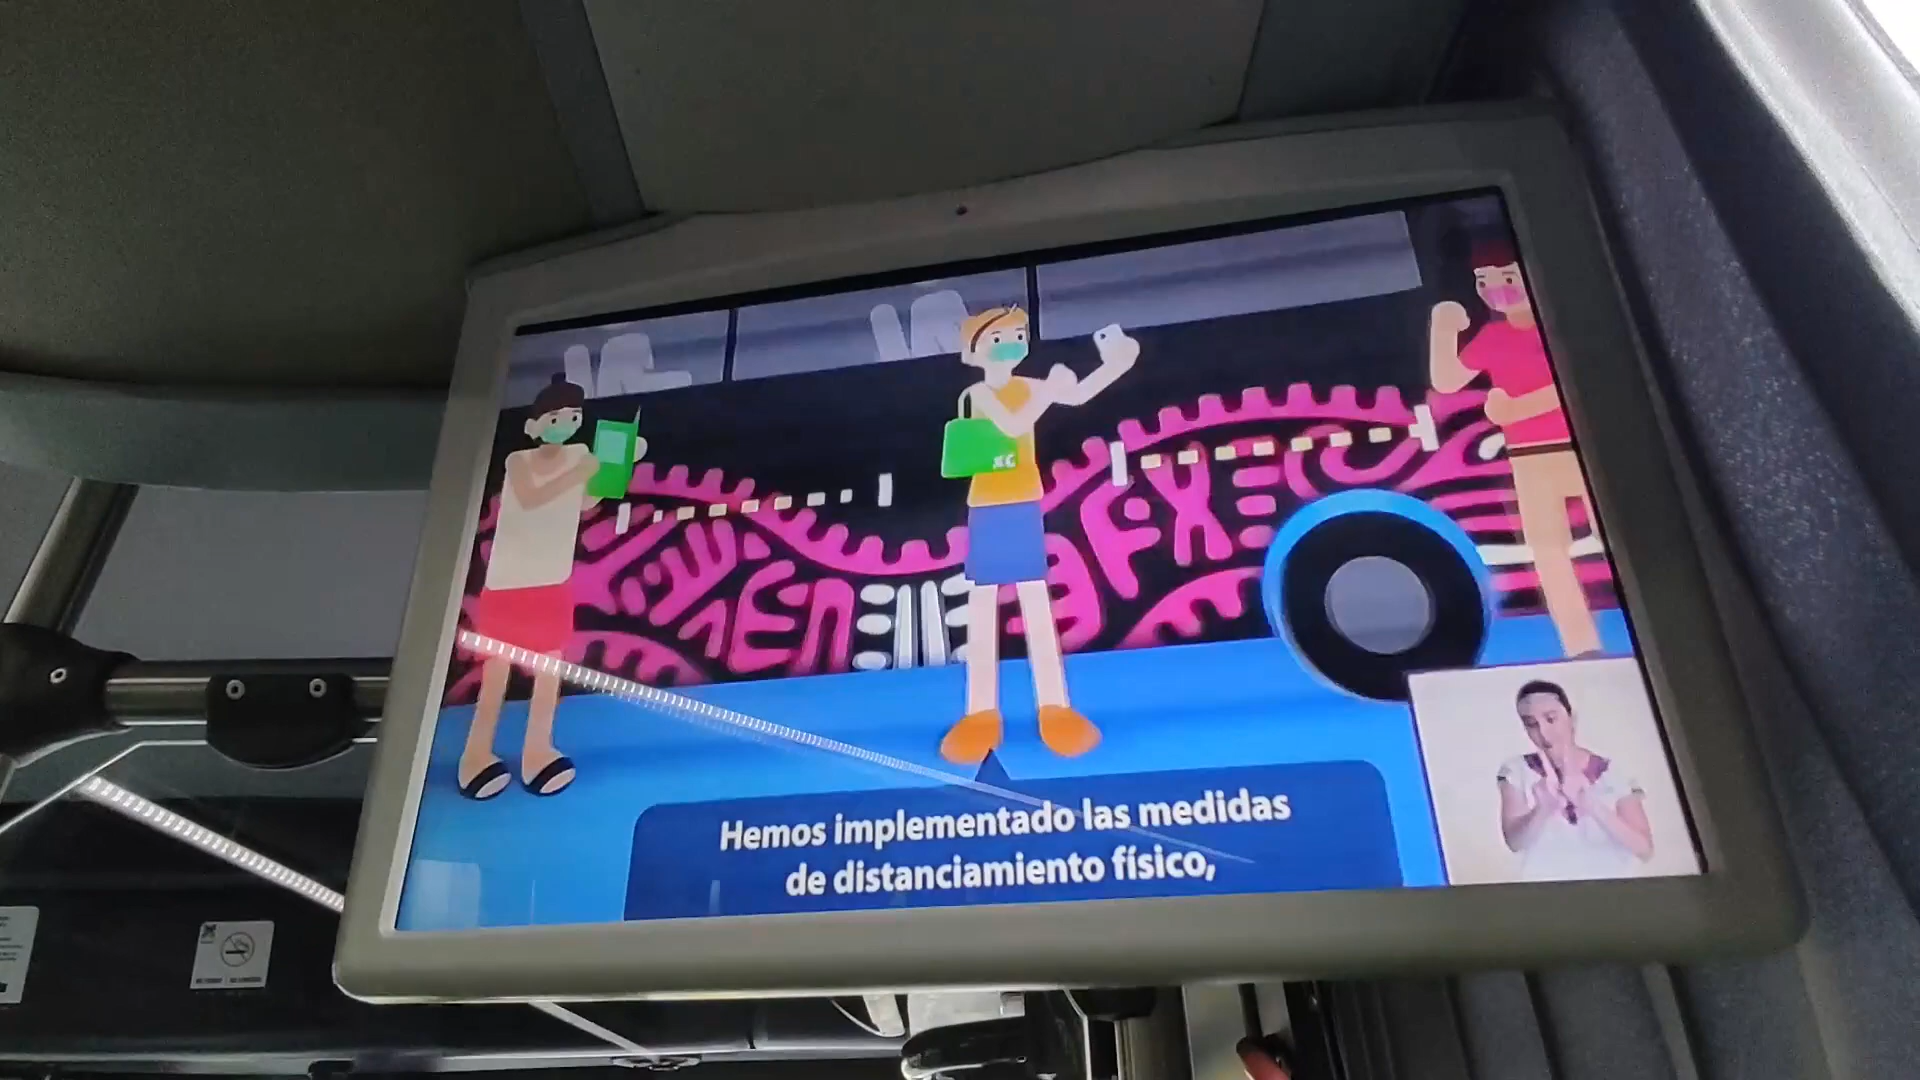 Hemos implementado las medidas
de distanciamiento físico,